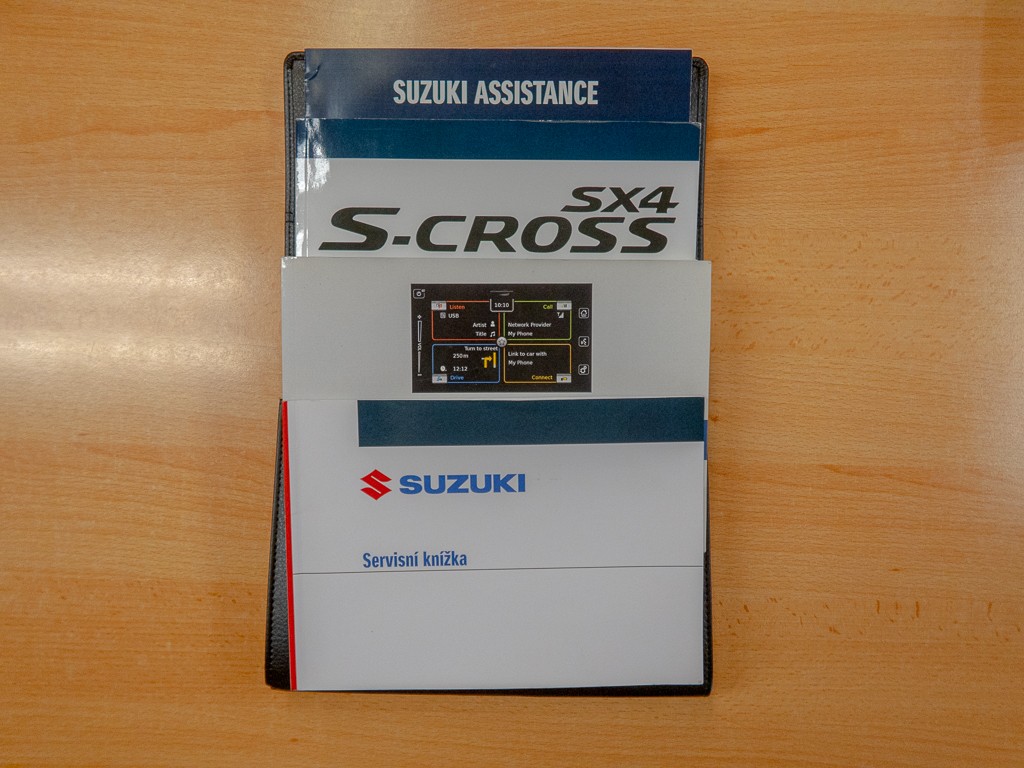 SUZUKI ASSISTANCE
SX4
S-CROSS
Listen
10:10
Call
USB
Artist
Title
Network Provider
My Phone
Turn to street
250m
12:12
Drive
Link to car with
My Phone
Connect
SUZUKI
Servisní knížka